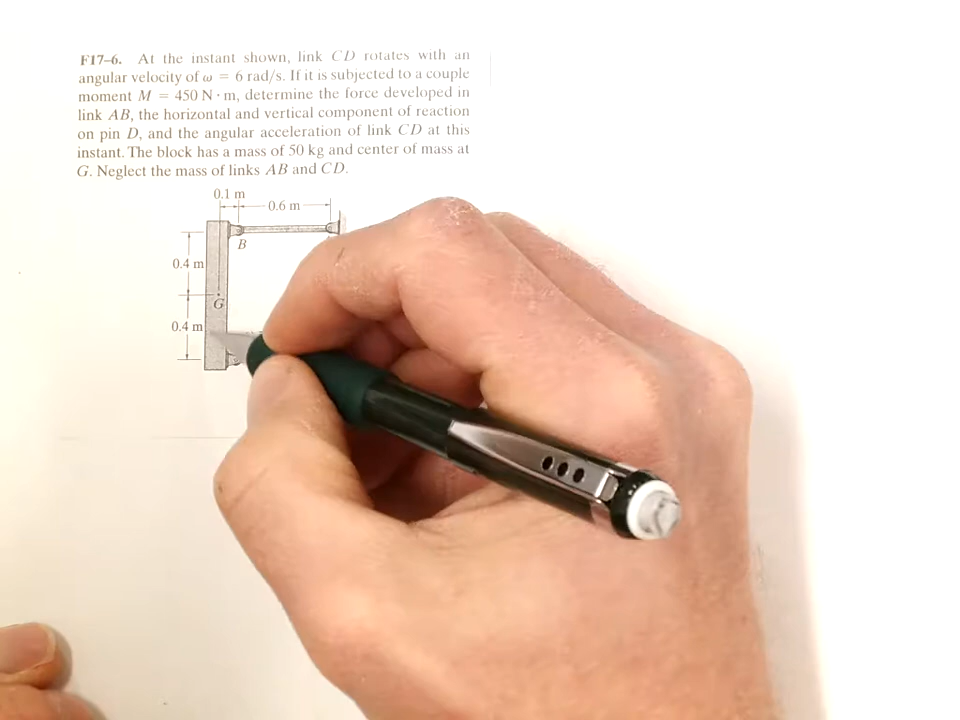 F17–6. At the instant shown, link CD rotates with an
angular velocity of ω = 6 rad/s. If it is subjected to a couple
moment M = 450 N · m, determine the force developed in
link AB, the horizontal and vertical component of reaction
on pin D, and the angular acceleration of link CD at this
instant. The block has a mass of 50 kg and center of mass at
G. Neglect the mass of links AB and CD.
0.1 m
0.6 m
B
0.4 m
G
0.4 m